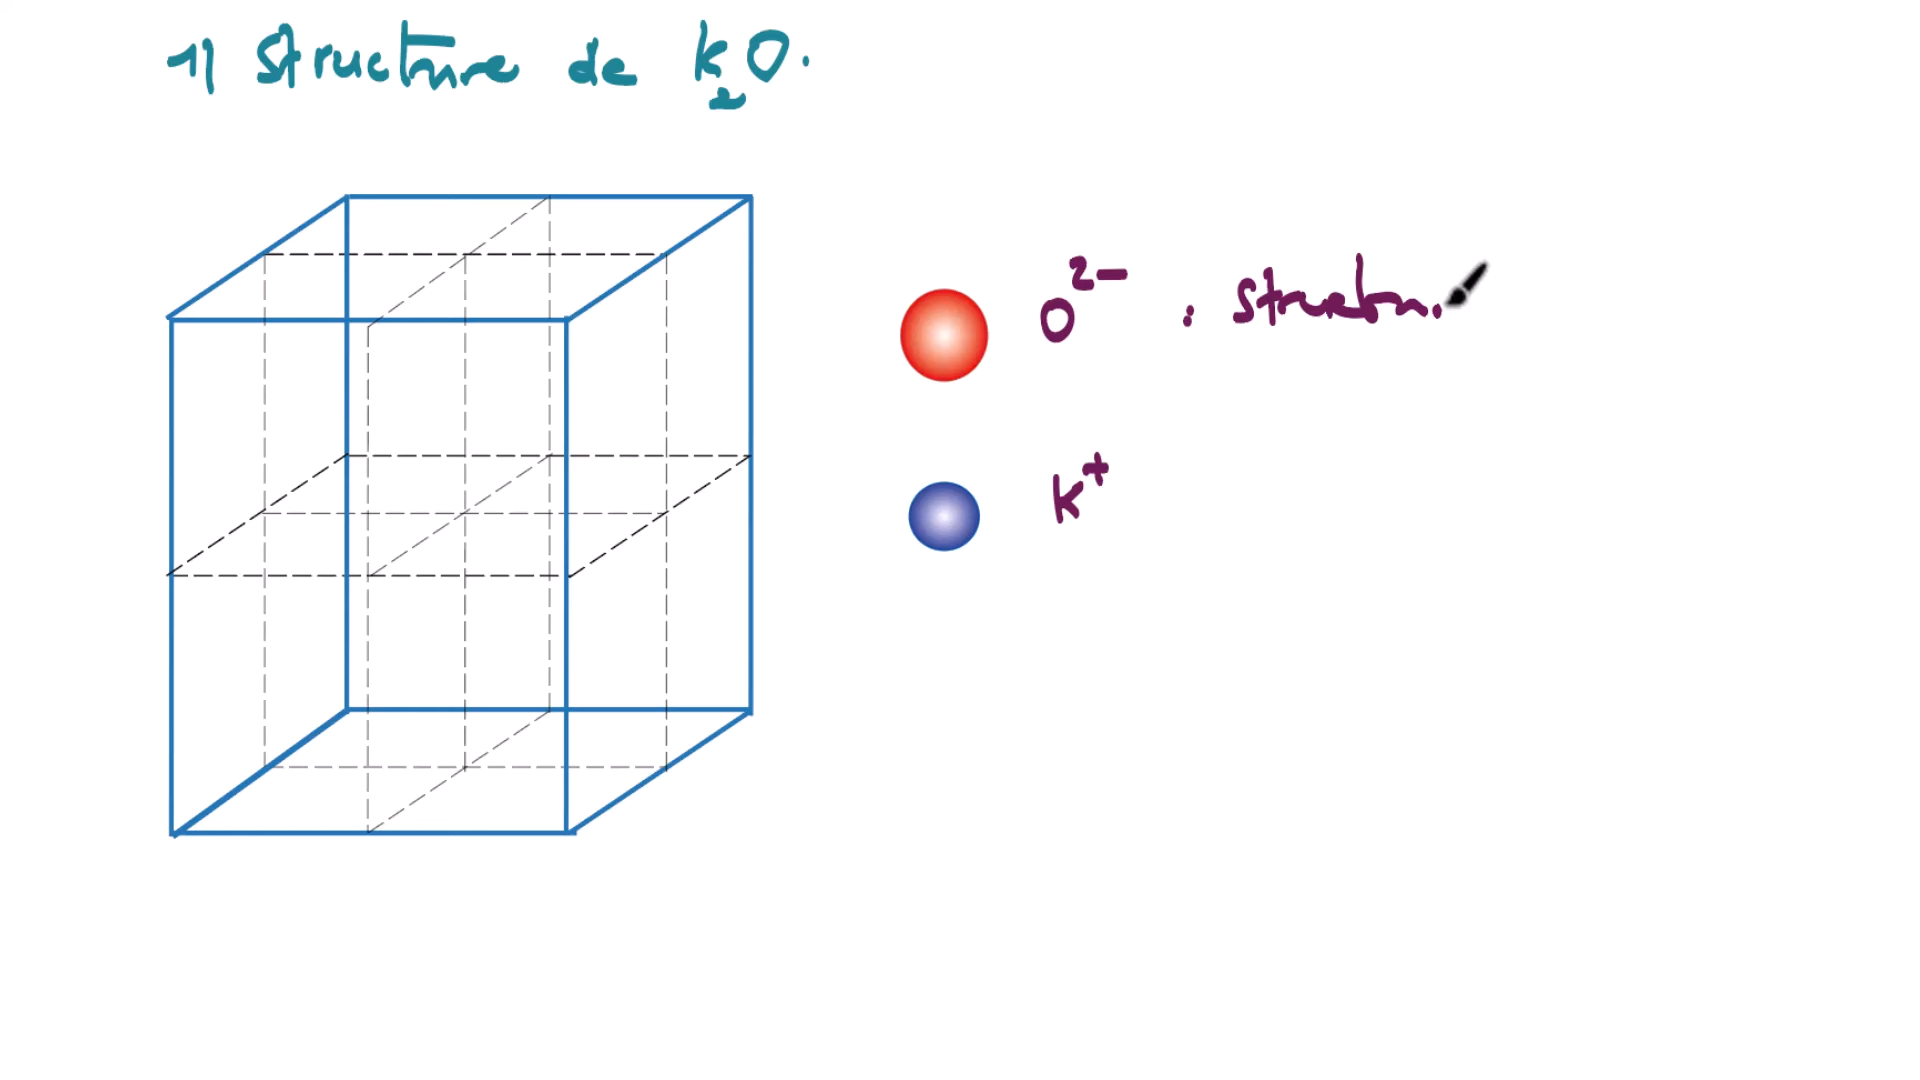 1) Structure de K₂O.
O²⁻ : Structu
K⁺